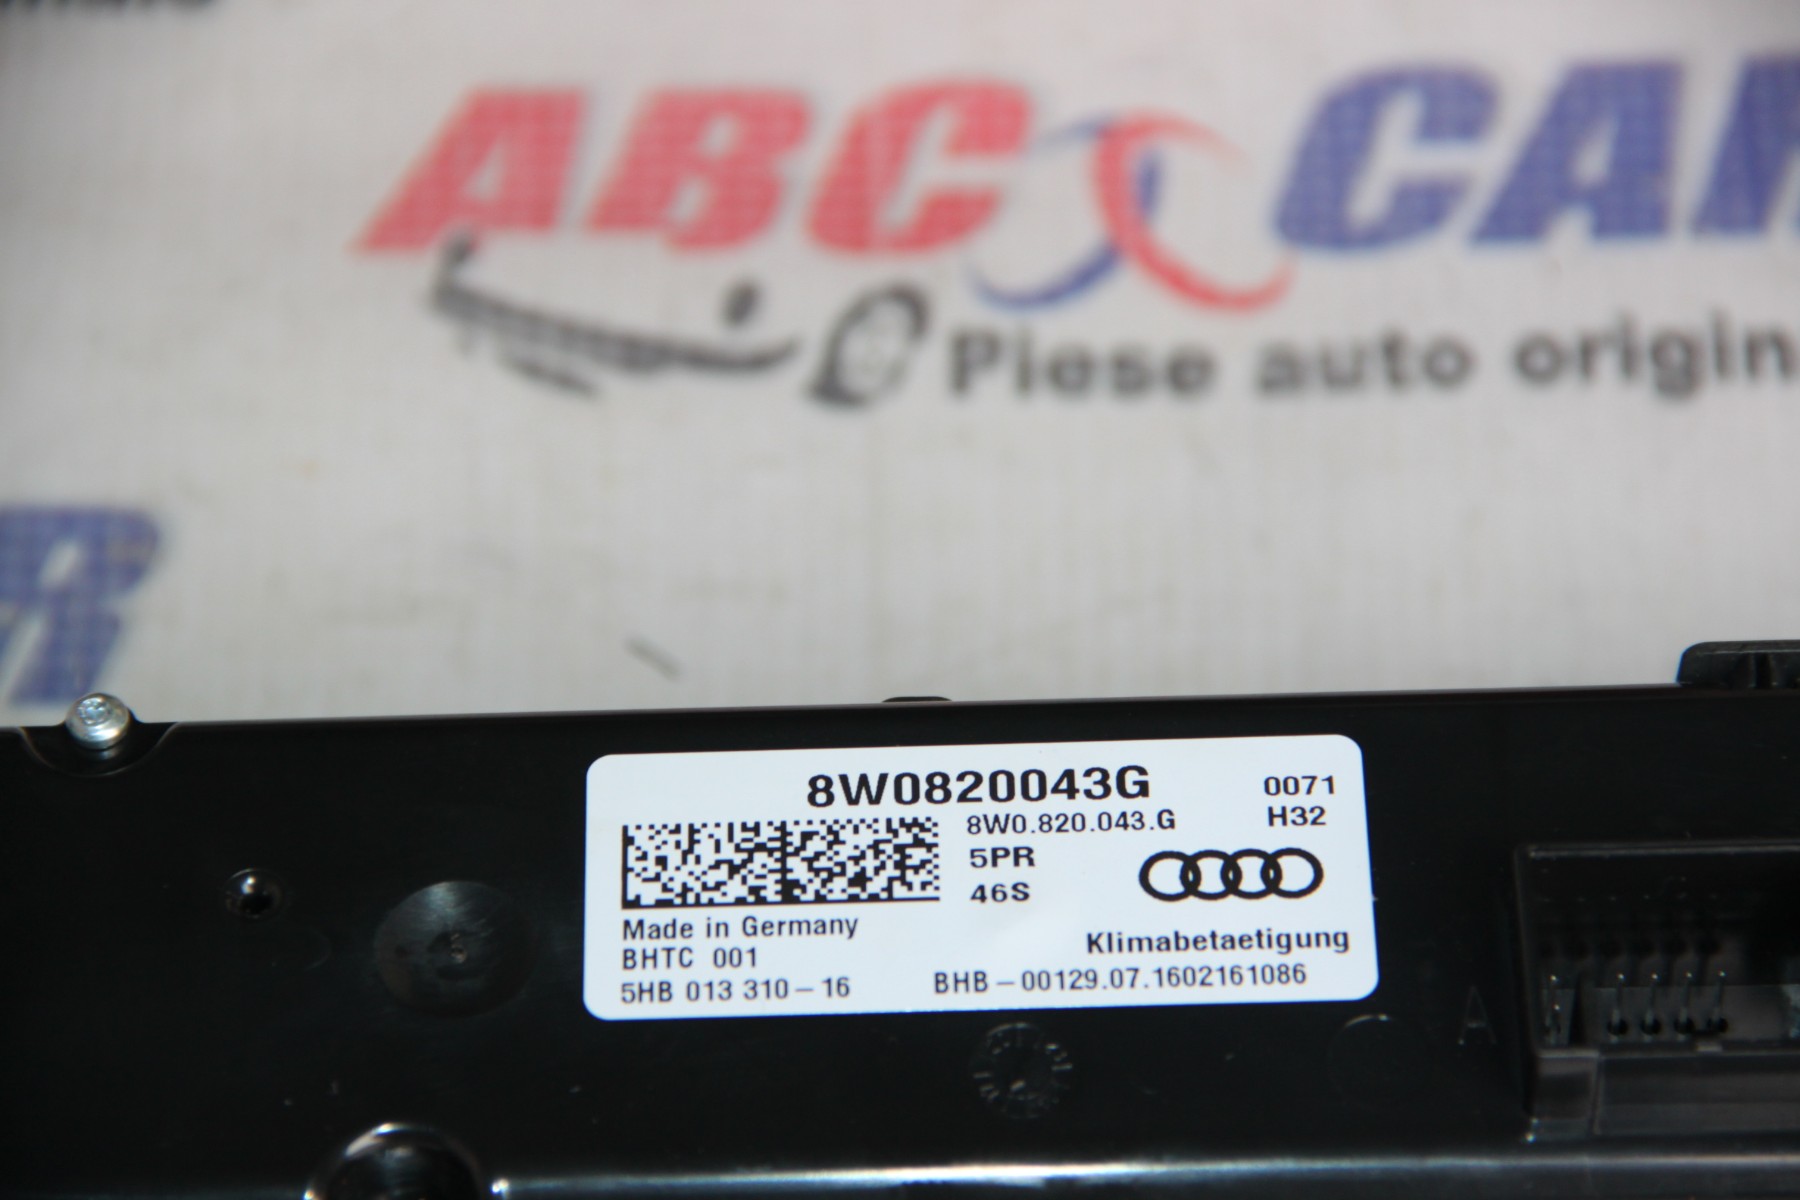 ABC CAR
Piese auto origin
R
8W0820043G
0071
8W0.820.043.G
H32
5PR
46S
Made in Germany
BHTC 001
Klimabetaetigung
5HB 013 310-16
BHB-00129.07.1602161086
A